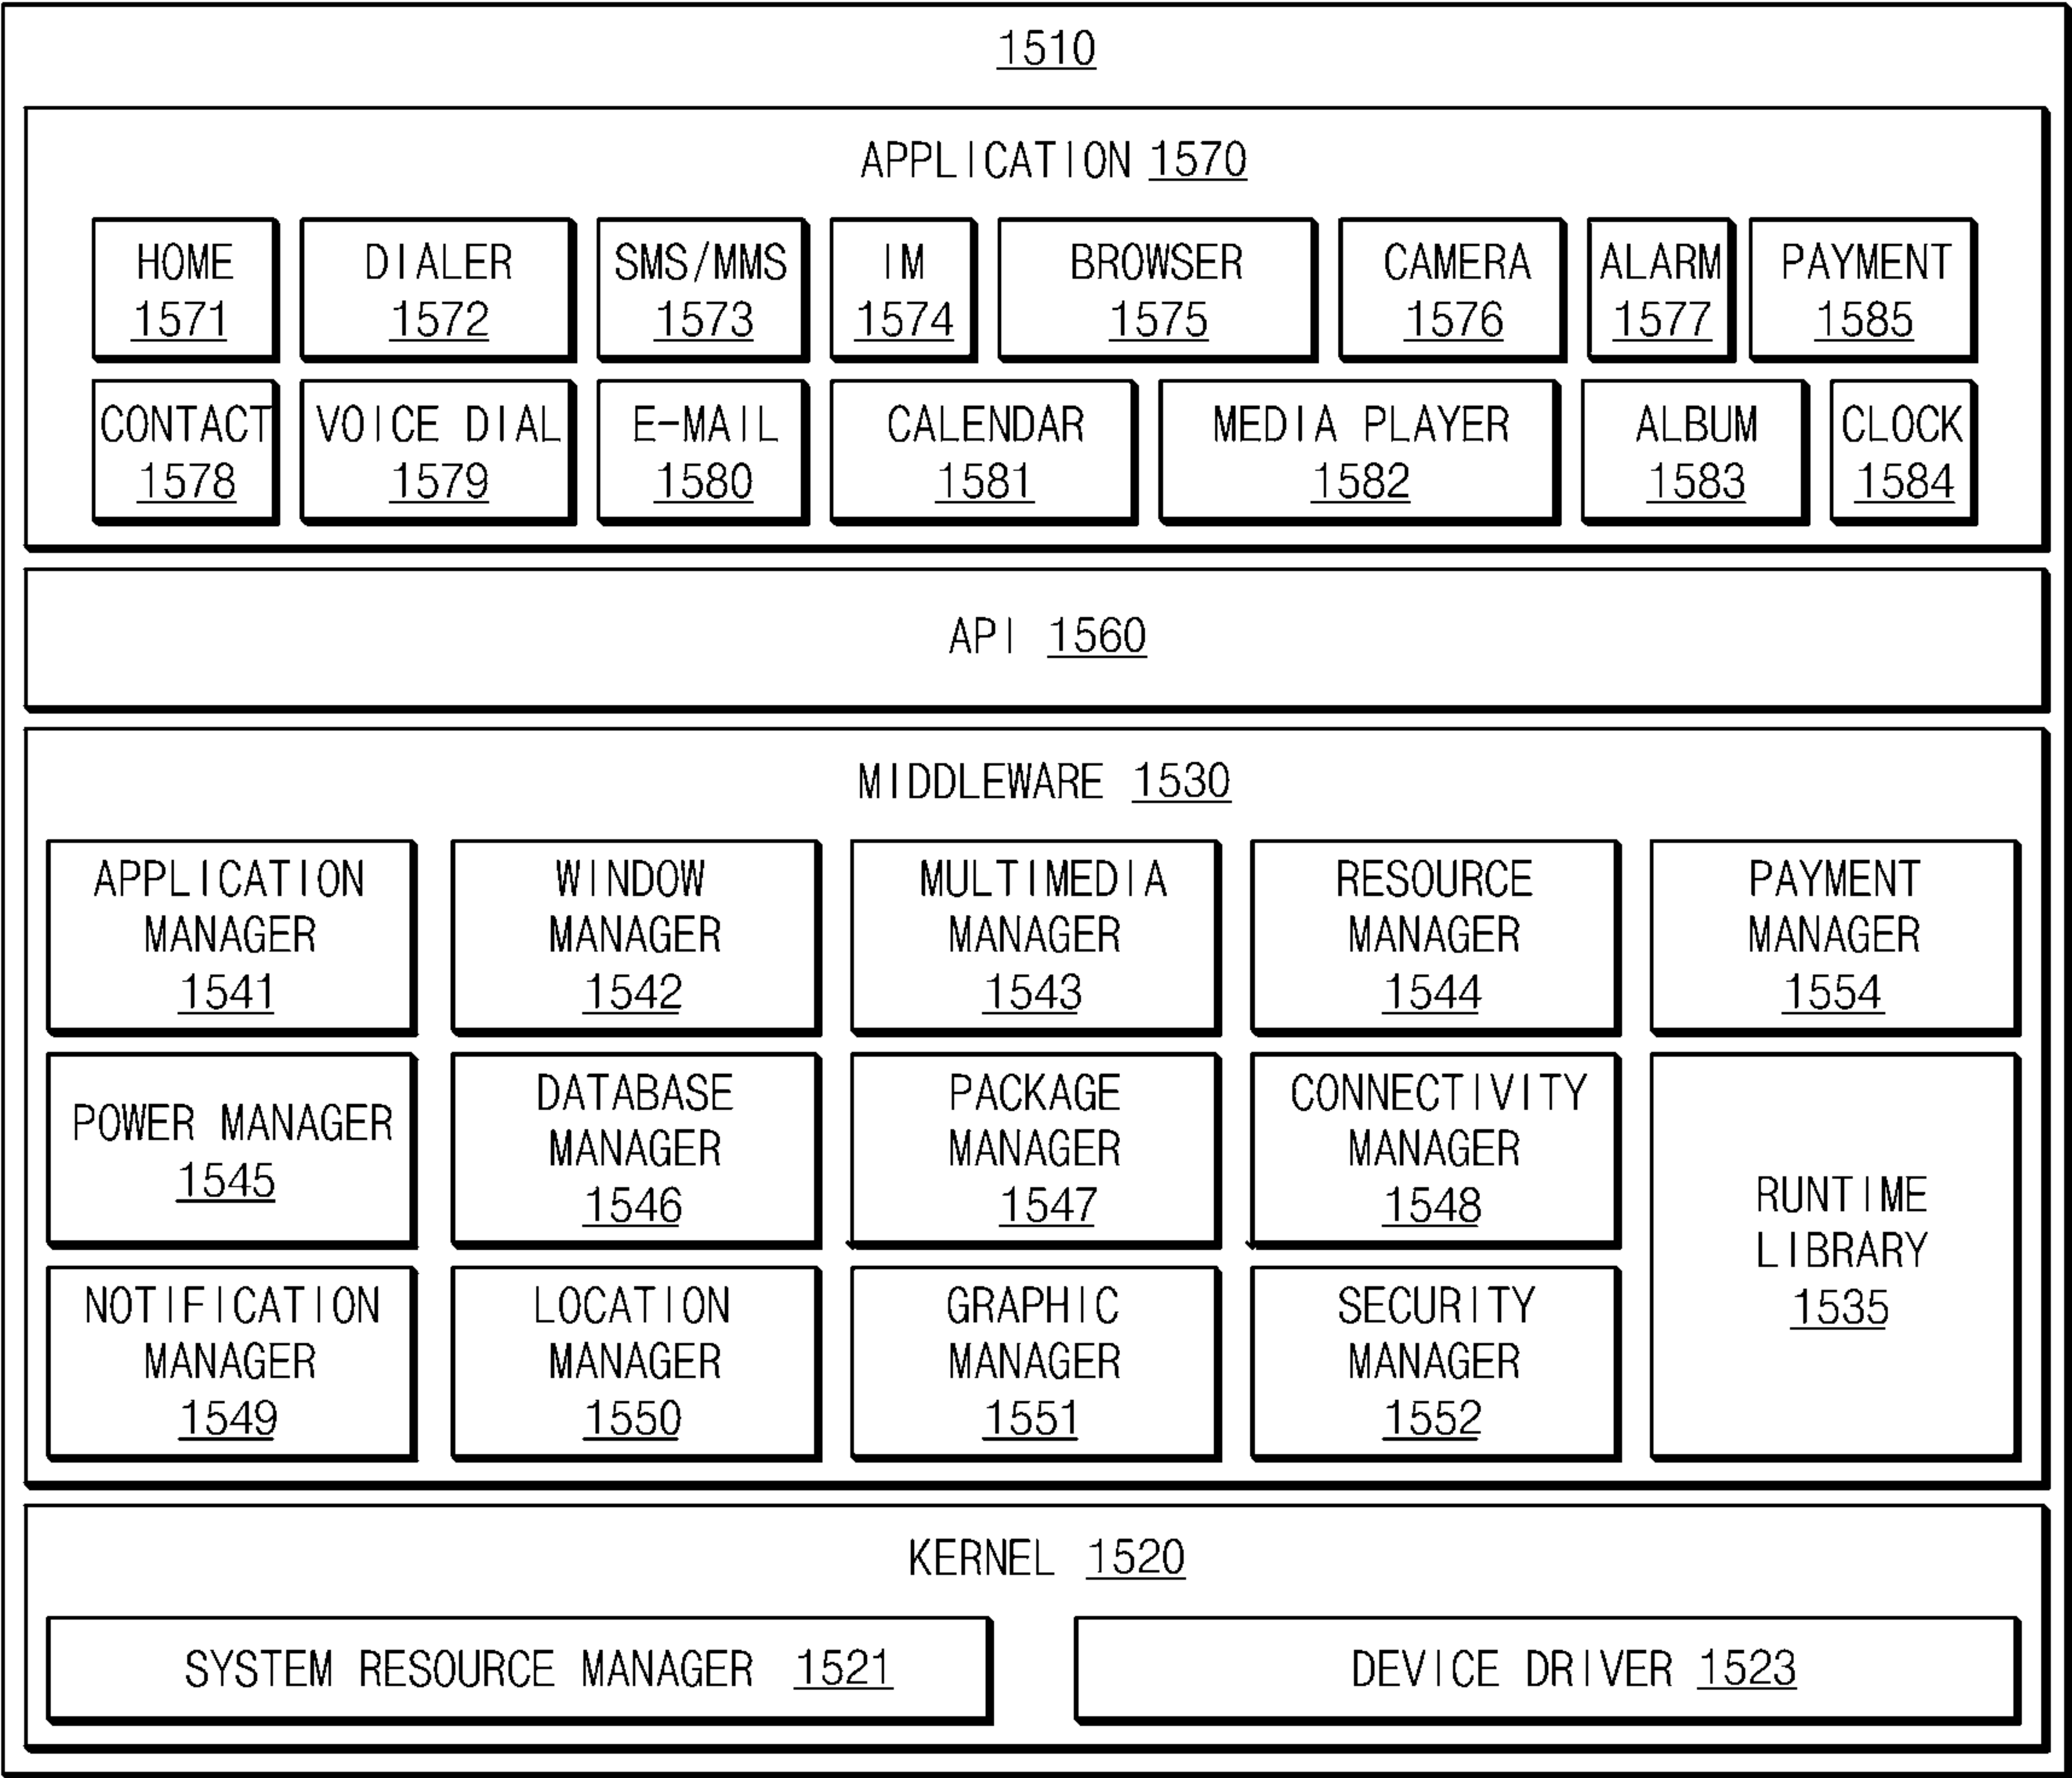 1510
APPLICATION 1570
HOME
1571
DIALER
1572
SMS/MMS
1573
IM
1574
BROWSER
1575
CAMERA
1576
ALARM
1577
PAYMENT
1585
CONTACT
1578
VOICE DIAL
1579
E-MAIL
1580
CALENDAR
1581
MEDIA PLAYER
1582
ALBUM
1583
CLOCK
1584
API 1560
MIDDLEWARE 1530
APPLICATION
MANAGER
1541
WINDOW
MANAGER
1542
MULTIMEDIA
MANAGER
1543
RESOURCE
MANAGER
1544
PAYMENT
MANAGER
1554
POWER MANAGER
1545
DATABASE
MANAGER
1546
PACKAGE
MANAGER
1547
CONNECTIVITY
MANAGER
1548
RUNTIME
LIBRARY
1535
NOTIFICATION
MANAGER
1549
LOCATION
MANAGER
1550
GRAPHIC
MANAGER
1551
SECURITY
MANAGER
1552
KERNEL 1520
SYSTEM RESOURCE MANAGER 1521
DEVICE DRIVER 1523